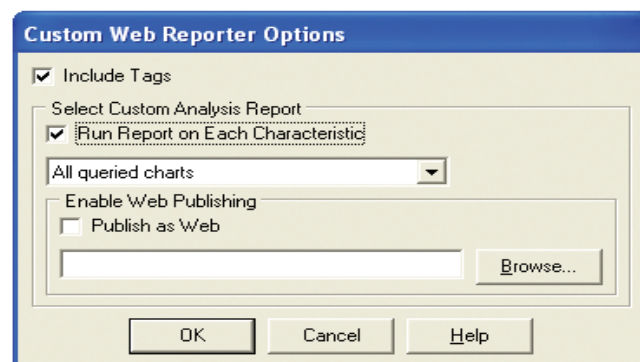 Custom Web Reporter Options
Include Tags
Select Custom Analysis Report
Run Report on Each Characteristic
All queried charts
Enable Web Publishing
Publish as Web
Browse...
OK
Cancel
Help